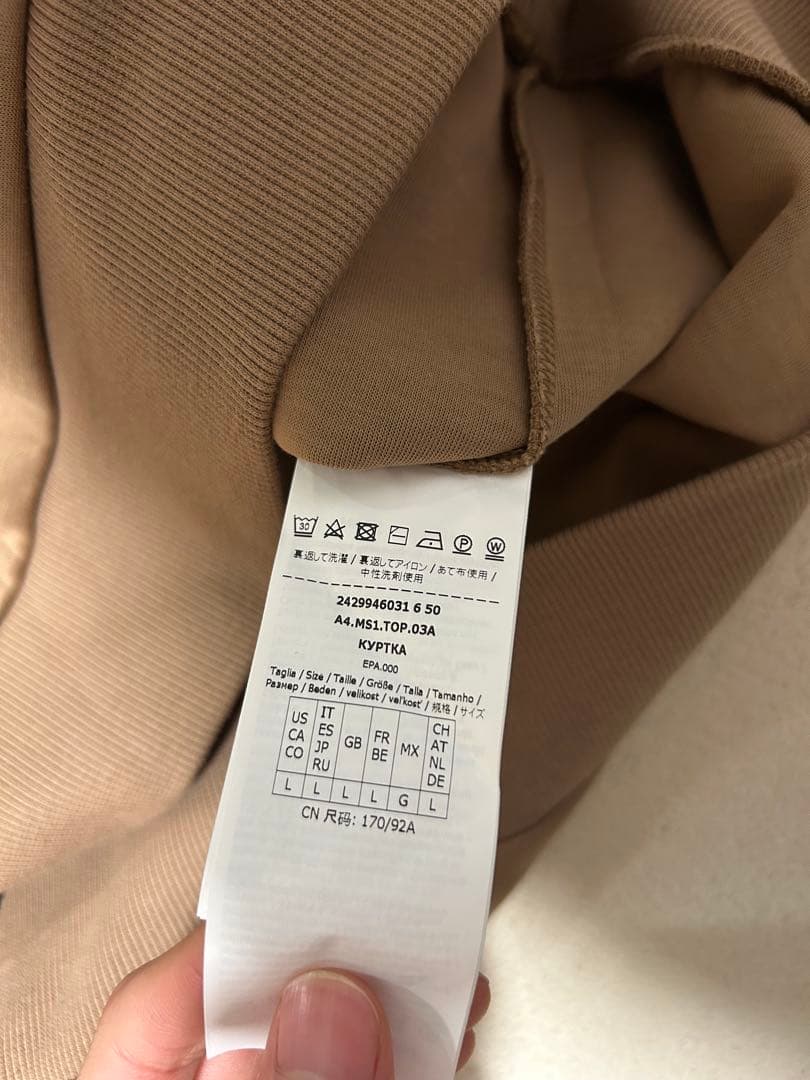 30
P W
裏返して洗濯 / 裏返してアイロン / あて布使用 /
中性洗剤使用
2429946031 6 50
A4.MS1.TOP.03A
КУРТКА
EPA.000
Taglia / Size / Taille / Größe / Talla / Tamanho /
Размер / Beden / velikost / veľkosť / 规格 / サイズ
US CA CO
IT ES JP RU
GB
FR BE
MX
CH AT NL DE
L L L L G L
CN 尺码: 170/92A